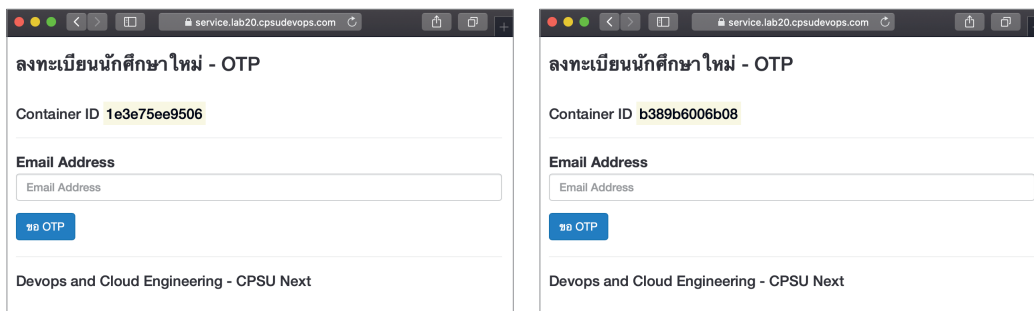 service.lab20.cpsudevops.com
ลงทะเบียนนักศึกษาใหม่ - OTP
Container ID 1e3e75ee9506
Email Address
Email Address
ขอ OTP
Devops and Cloud Engineering - CPSU Next
service.lab20.cpsudevops.com
ลงทะเบียนนักศึกษาใหม่ - OTP
Container ID b389b6006b08
Email Address
Email Address
ขอ OTP
Devops and Cloud Engineering - CPSU Next